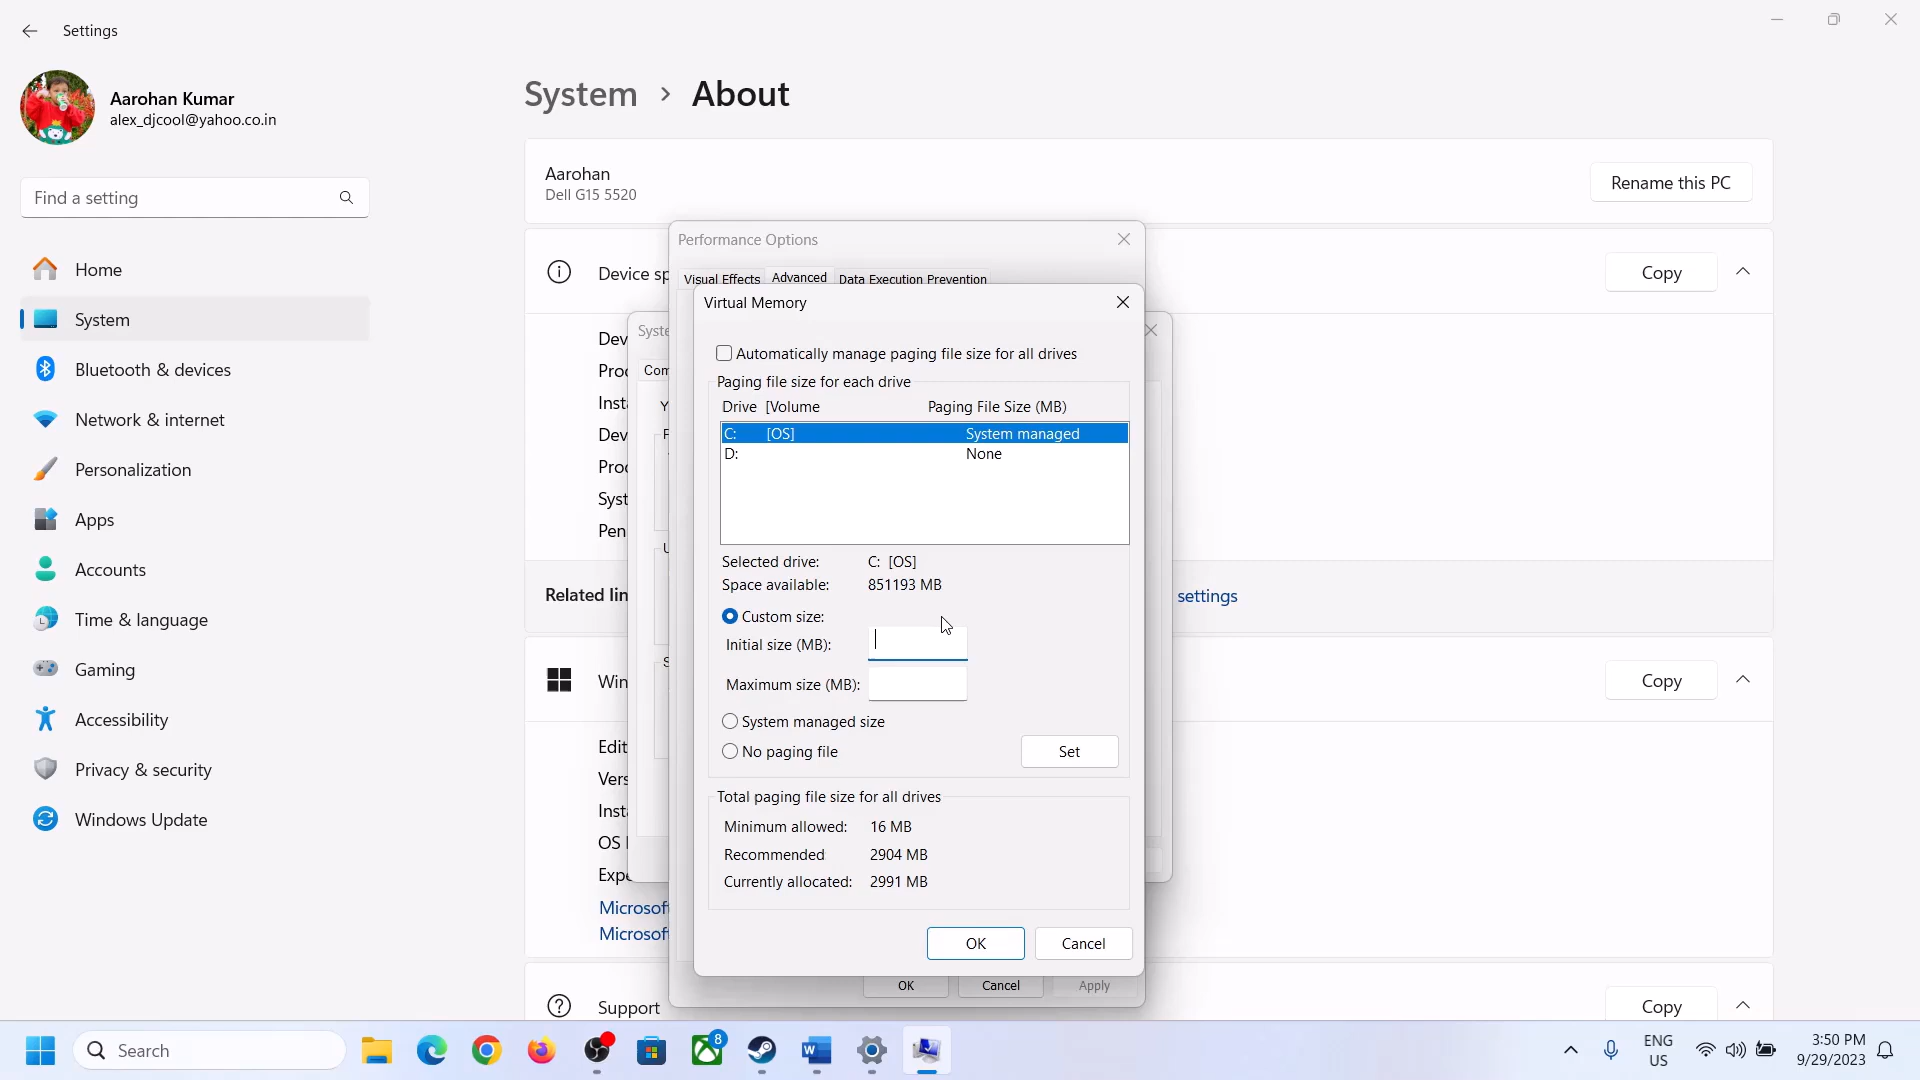 Settings
Aarohan Kumar
alex_djcool@yahoo.co.in
Find a setting
Home
System
Bluetooth & devices
Network & internet
Personalization
Apps
Accounts
Time & language
Gaming
Accessibility
Privacy & security
Windows Update
System > About
Aarohan
Dell G15 5520
Rename this PC
Device sp
Copy
Dev
Proc
Insta
Dev
Proc
Syst
Pen
Related lin
settings
Win
Copy
Edit
Vers
Inst
OS
Expe
Microsof
Microsof
Support
Copy
Performance Options
Visual Effects Advanced Data Execution Prevention
Syste
Com
Y
OK Cancel Apply
Virtual Memory
Automatically manage paging file size for all drives
Paging file size for each drive
Drive [Volume Paging File Size (MB)
C: [OS] System managed
D: None
Selected drive: C: [OS]
Space available: 851193 MB
Custom size:
Initial size (MB):
Maximum size (MB):
System managed size
No paging file
Set
Total paging file size for all drives
Minimum allowed: 16 MB
Recommended 2904 MB
Currently allocated: 2991 MB
OK Cancel
Search
8
W
ENG
US
3:50 PM
9/29/2023